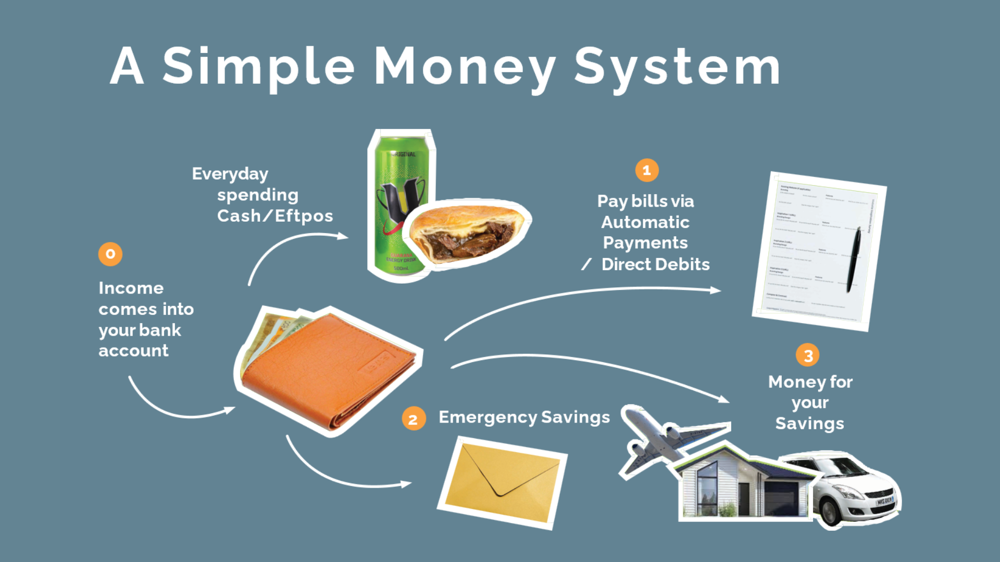 A Simple Money System
Everyday
spending
Cash/Eftpos
0
Income
comes into
your bank
account
ORIGINAL
GUARANA
ENERGY DRINK
500mL
1
Pay bills via
Automatic
Payments
/ Direct Debits
2
Emergency Savings
3
Money for
your
Savings